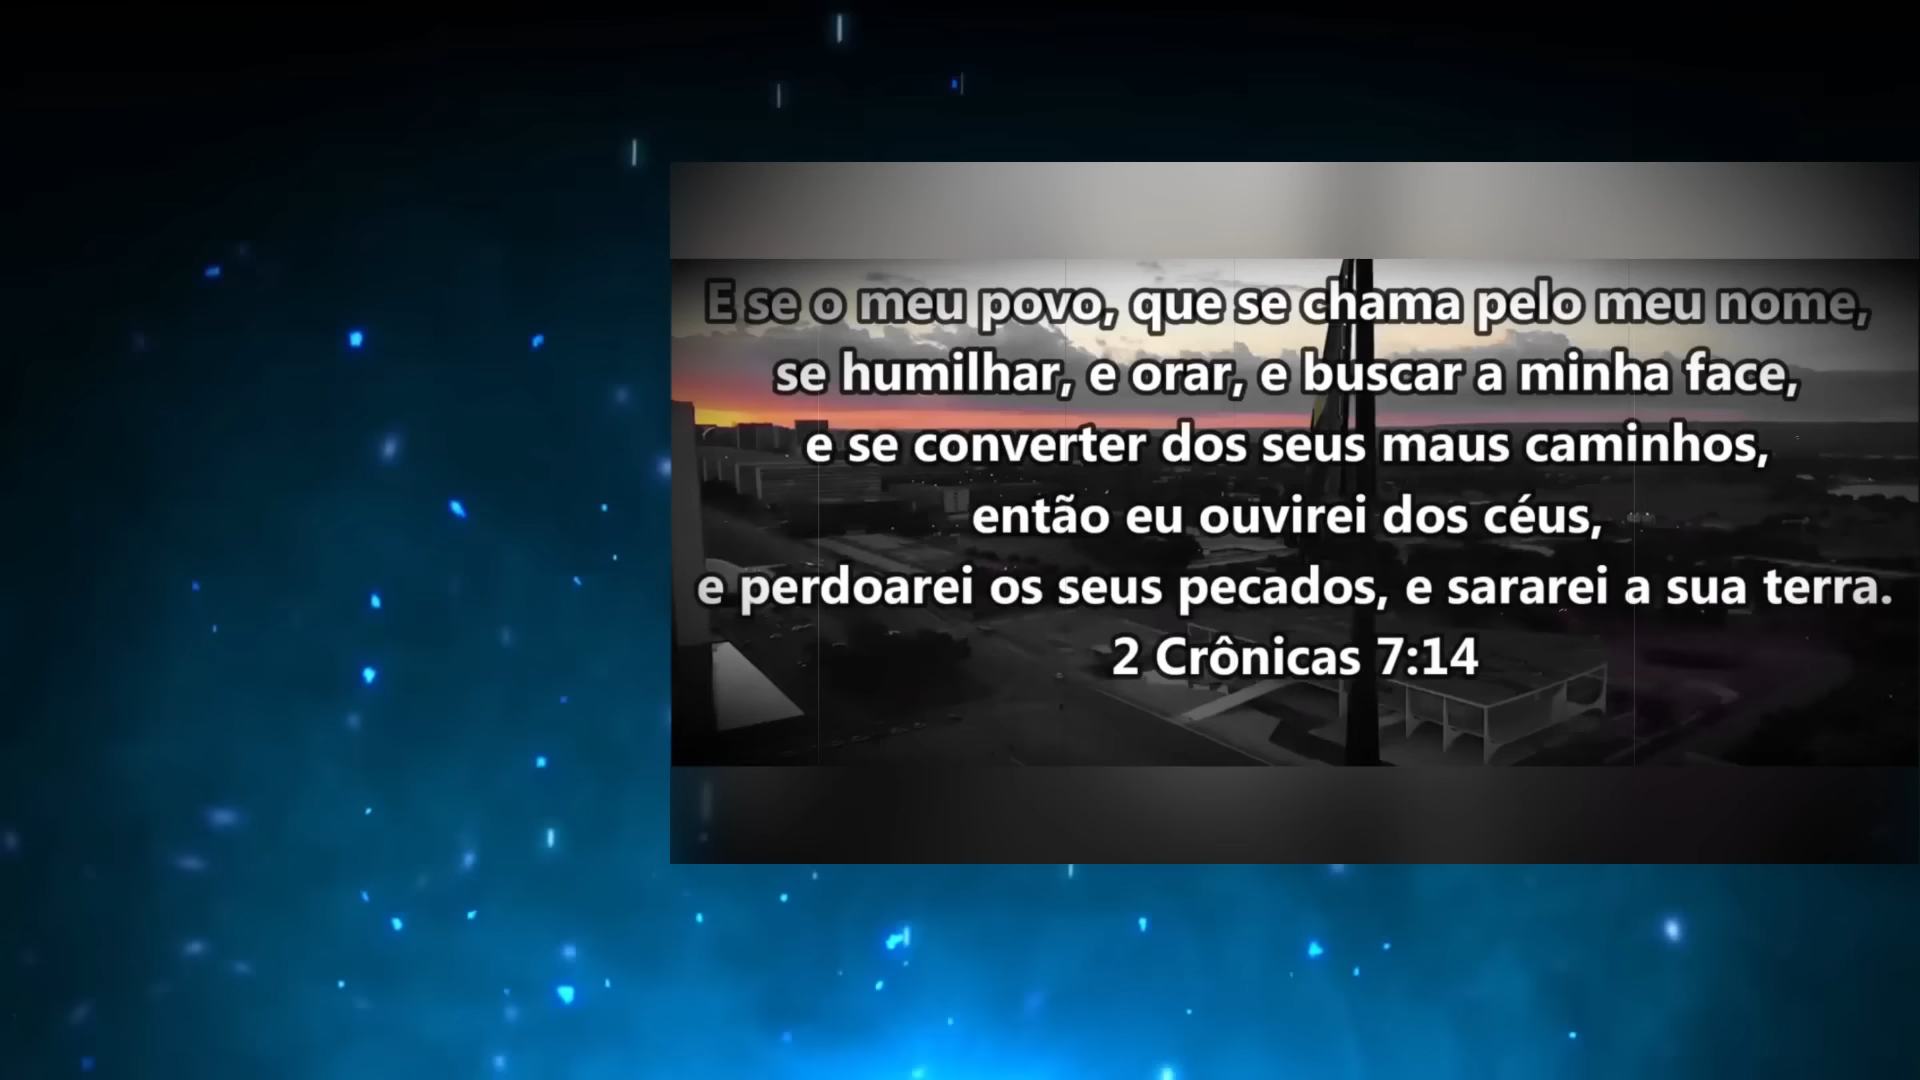 E se o meu povo, que se chama pelo meu nome,
se humilhar, e orar, e buscar a minha face,
e se converter dos seus maus caminhos,
então eu ouvirei dos céus,
e perdoarei os seus pecados, e sararei a sua terra.
2 Crônicas 7:14